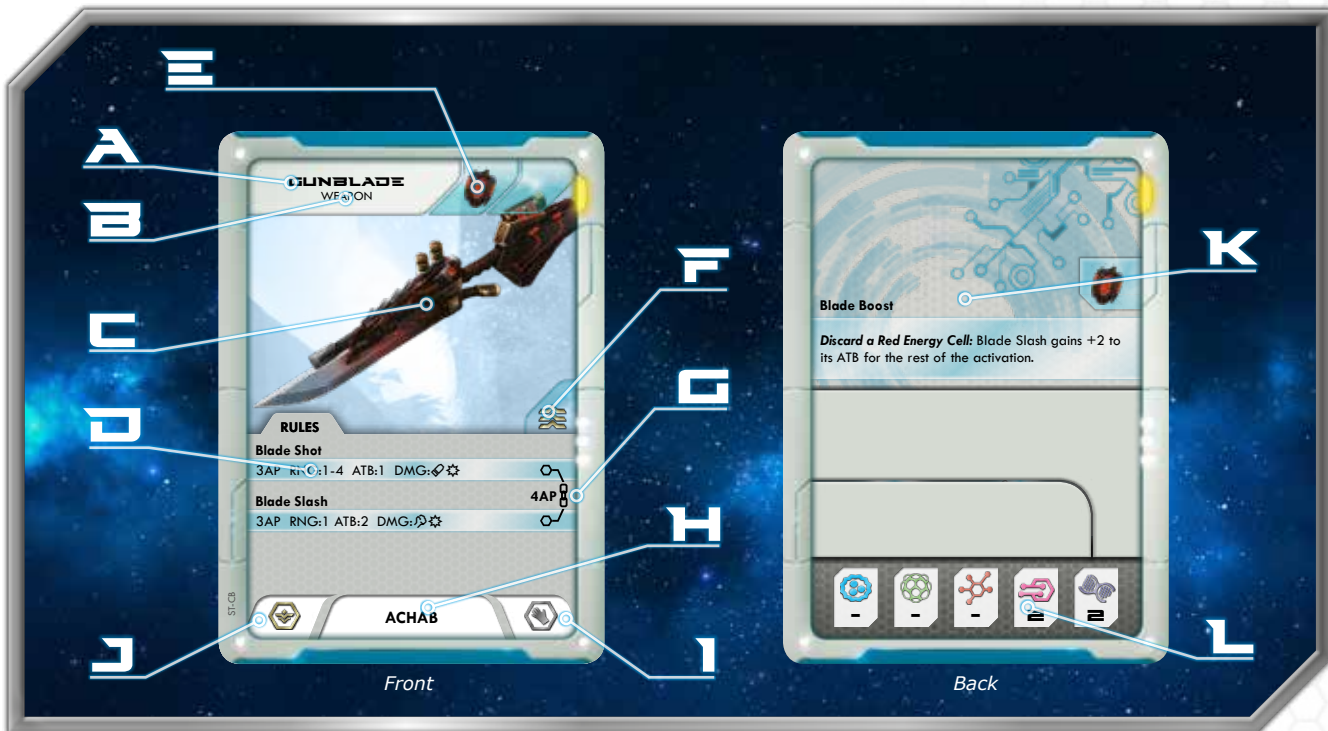 E
A
GUNBLADE
WEAPON
B
F
K
C
Blade Boost
Discard a Red Energy Cell: Blade Slash gains +2 to
its ATB for the rest of the activation.
G
D
RULES
Blade Shot
3AP RNG:1-4 ATB:1 DMG:
4AP
Blade Slash
3AP RNG:1 ATB:2 DMG:
H
ST-CB
ACHAB
- - - 2 2
J
I
L
Front
Back